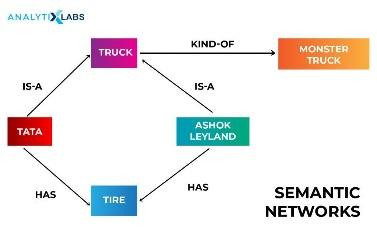 ANALYTIXLABS
KIND-OF
TRUCK
MONSTER
TRUCK
IS-A
IS-A
TATA
ASHOK
LEYLAND
HAS
TIRE
HAS
SEMANTIC
NETWORKS